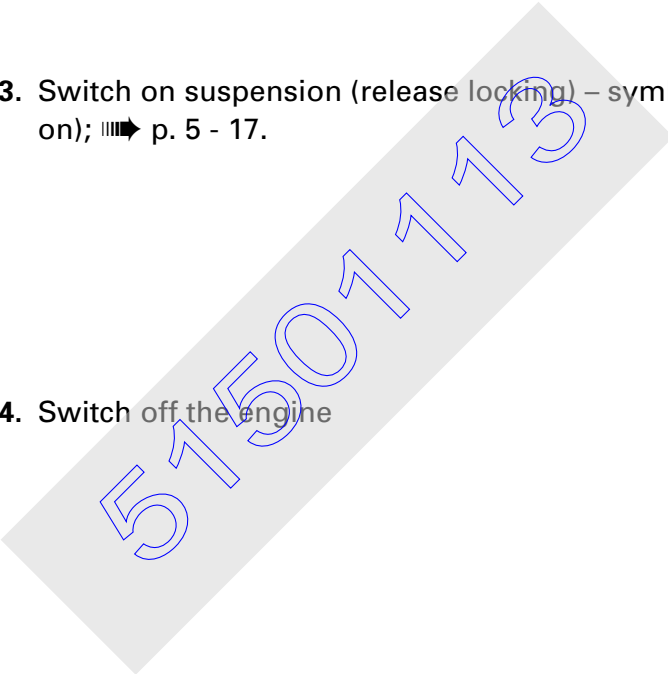 3. Switch on suspension (release locking) – sym
on); ➠ p. 5 - 17.
4. Switch off the engine
51501113